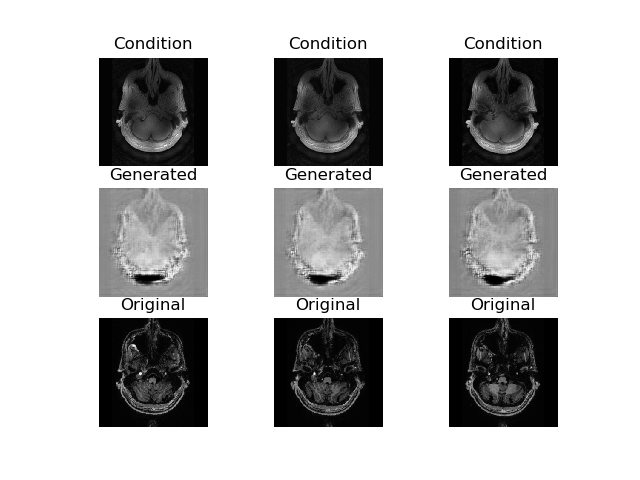 Condition Condition Condition
Generated Generated Generated
Original Original Original